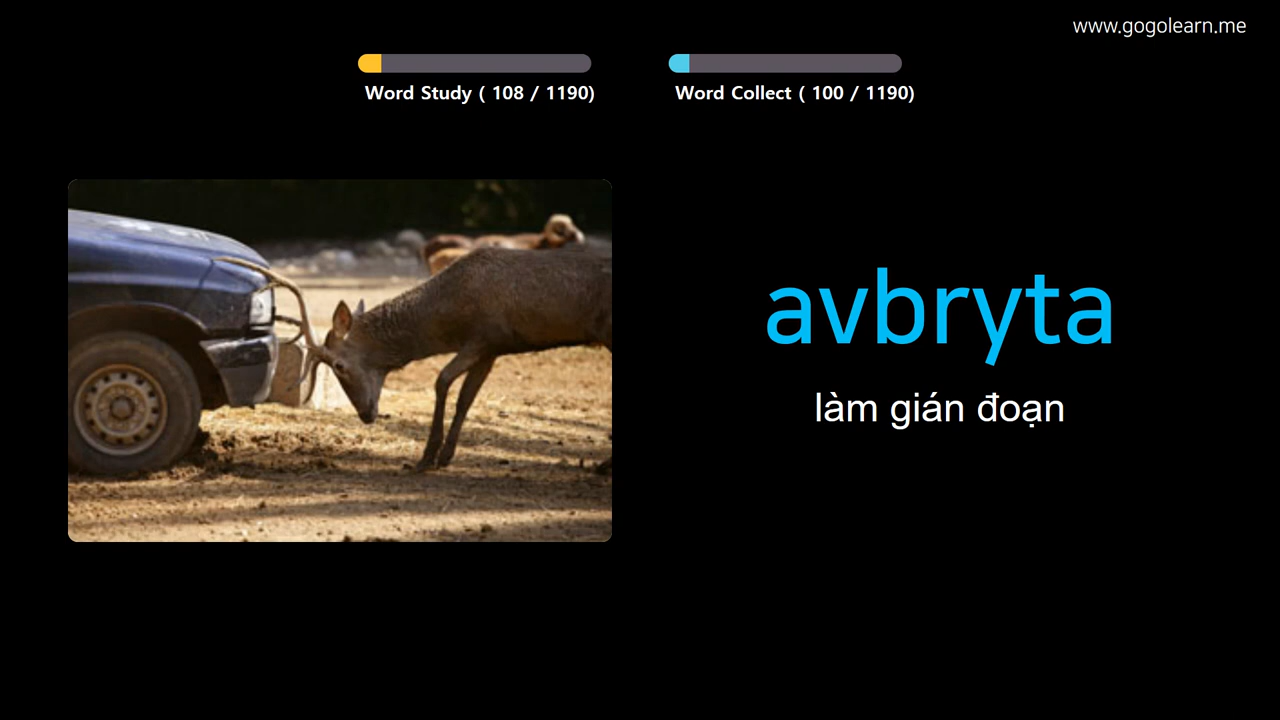 www.gogolearn.me
Word Study ( 108 / 1190)
Word Collect ( 100 / 1190)
avbryta
làm gián đoạn